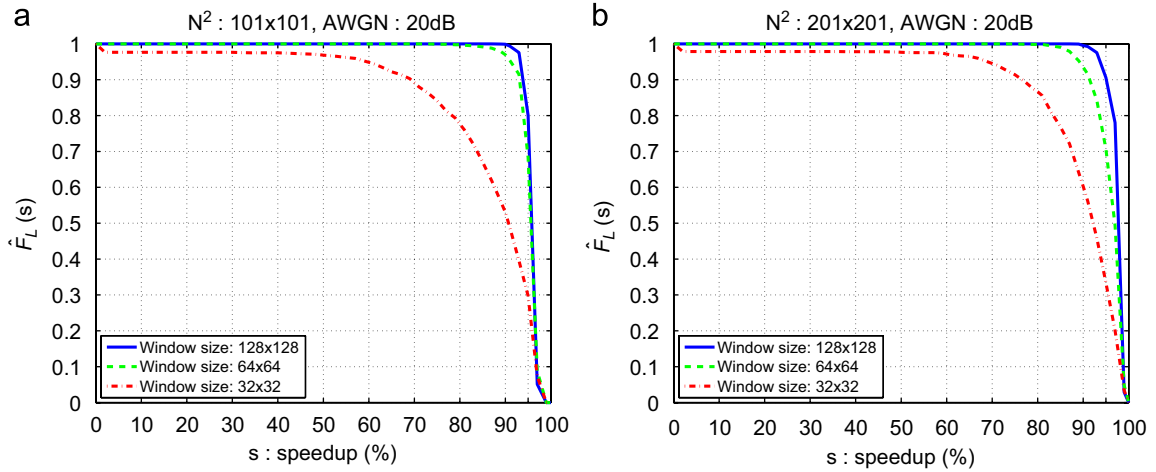 a
N² : 101x101, AWGN : 20dB
1
0.9
0.8
0.7
0.6
0.5
0.4
0.3
0.2
0.1
0
F̂_L (s)
Window size: 128x128
Window size: 64x64
Window size: 32x32
0 10 20 30 40 50 60 70 80 90 100
s : speedup (%)
b
N² : 201x201, AWGN : 20dB
1
0.9
0.8
0.7
0.6
0.5
0.4
0.3
0.2
0.1
0
F̂_L (s)
Window size: 128x128
Window size: 64x64
Window size: 32x32
0 10 20 30 40 50 60 70 80 90 100
s : speedup (%)